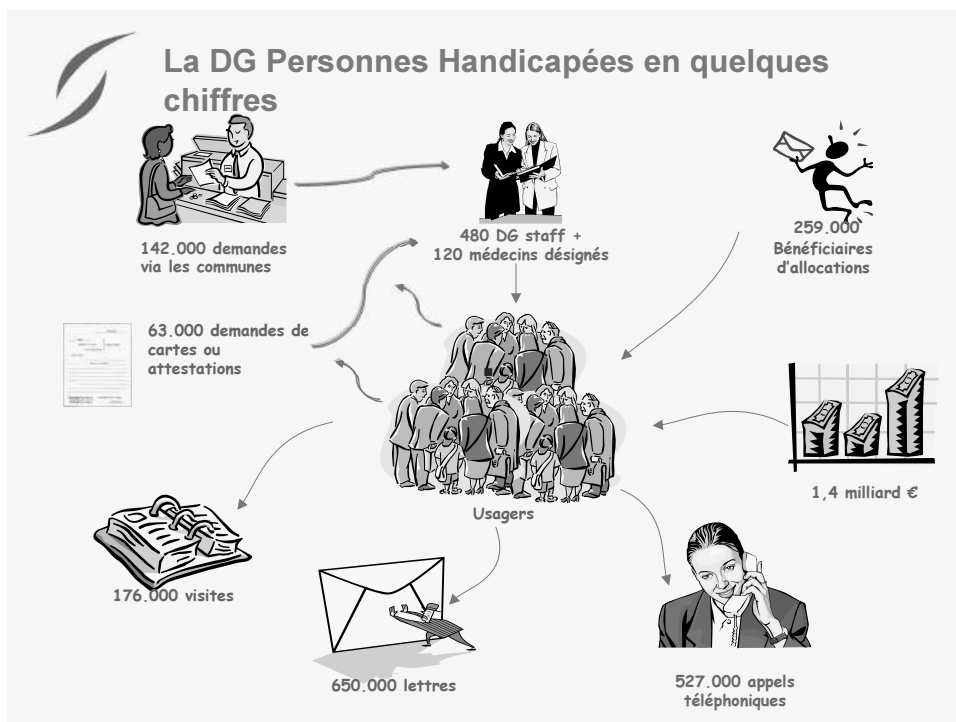 La DG Personnes Handicapées en quelques
chiffres
142.000 demandes
via les communes
480 DG staff +
120 médecins désignés
259.000
Bénéficiaires
d'allocations
63.000 demandes de
cartes ou
attestations
1,4 milliard €
Usagers
176.000 visites
650.000 lettres
527.000 appels
téléphoniques